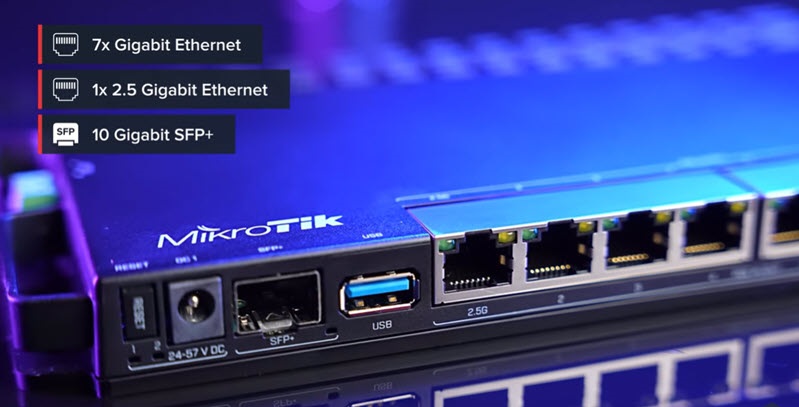 7x Gigabit Ethernet
1x 2.5 Gigabit Ethernet
SFP
10 Gigabit SFP+
MikroTik
RESET
DC 1
SFP+
USB
RESET
1 2
24-57 V DC
SFP+
USB
2.5G
2
3